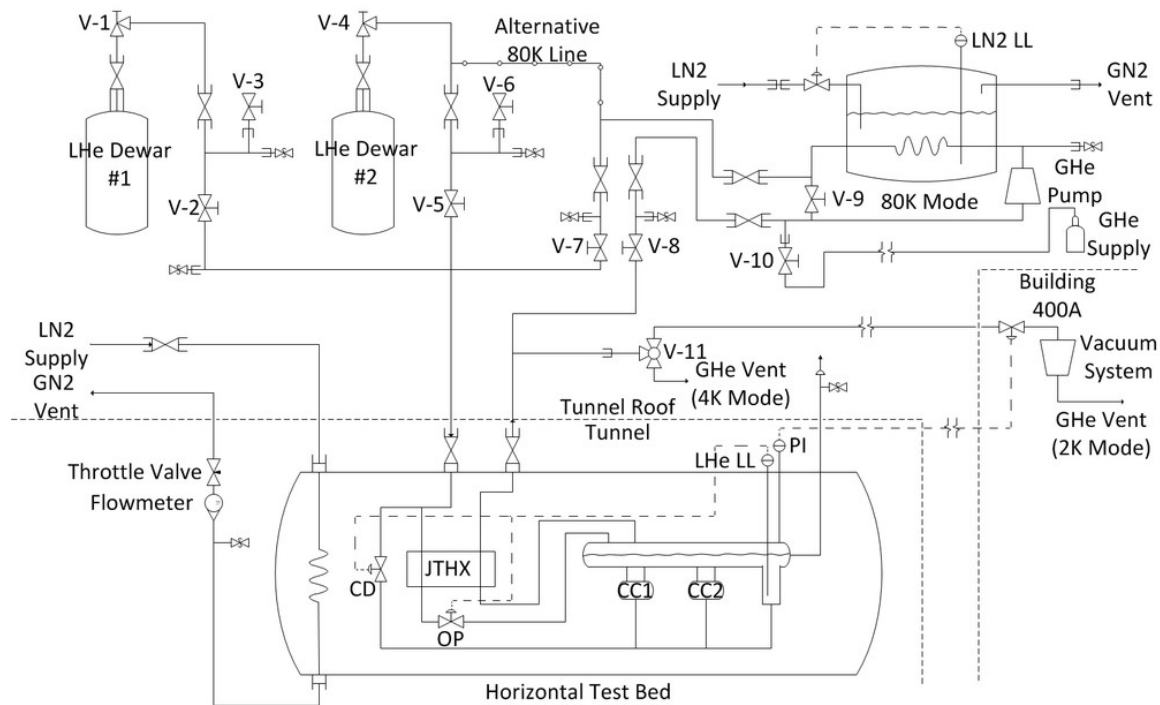 V-1
V-4
Alternative
80K Line
LN2 LL
V-3
V-6
LN2
Supply
GN2
Vent
LHe Dewar
#1
LHe Dewar
#2
V-2
V-5
80K Mode
GHe
Pump
V-9
GHe
Supply
V-7
V-8
V-10
Building
400A
LN2
Supply
V-11
Vacuum
System
GN2
Vent
GHe Vent
(4K Mode)
GHe Vent
(2K Mode)
Tunnel Roof
Tunnel
PI
LHe LL
Throttle Valve
Flowmeter
JTHX
CD
CC1
CC2
OP
Horizontal Test Bed